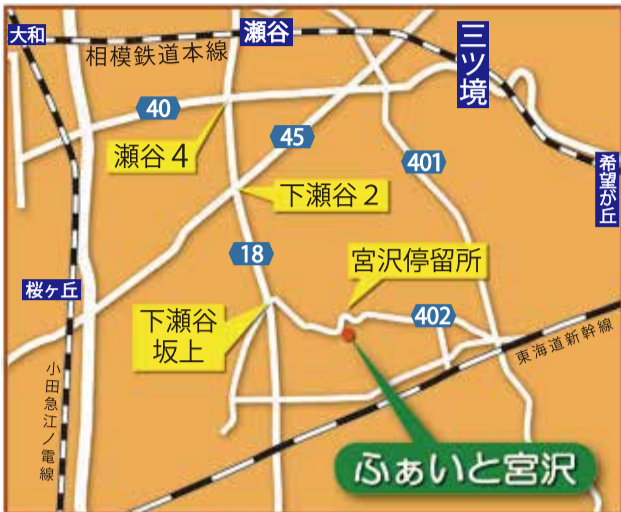 大和
相模鉄道本線
瀬谷
三ツ境
40
45
瀬谷4
401
希望が丘
下瀬谷2
18
宮沢停留所
桜ヶ丘
下瀬谷
坂上
402
東海道新幹線
小田急江ノ電線
ふぁいと宮沢